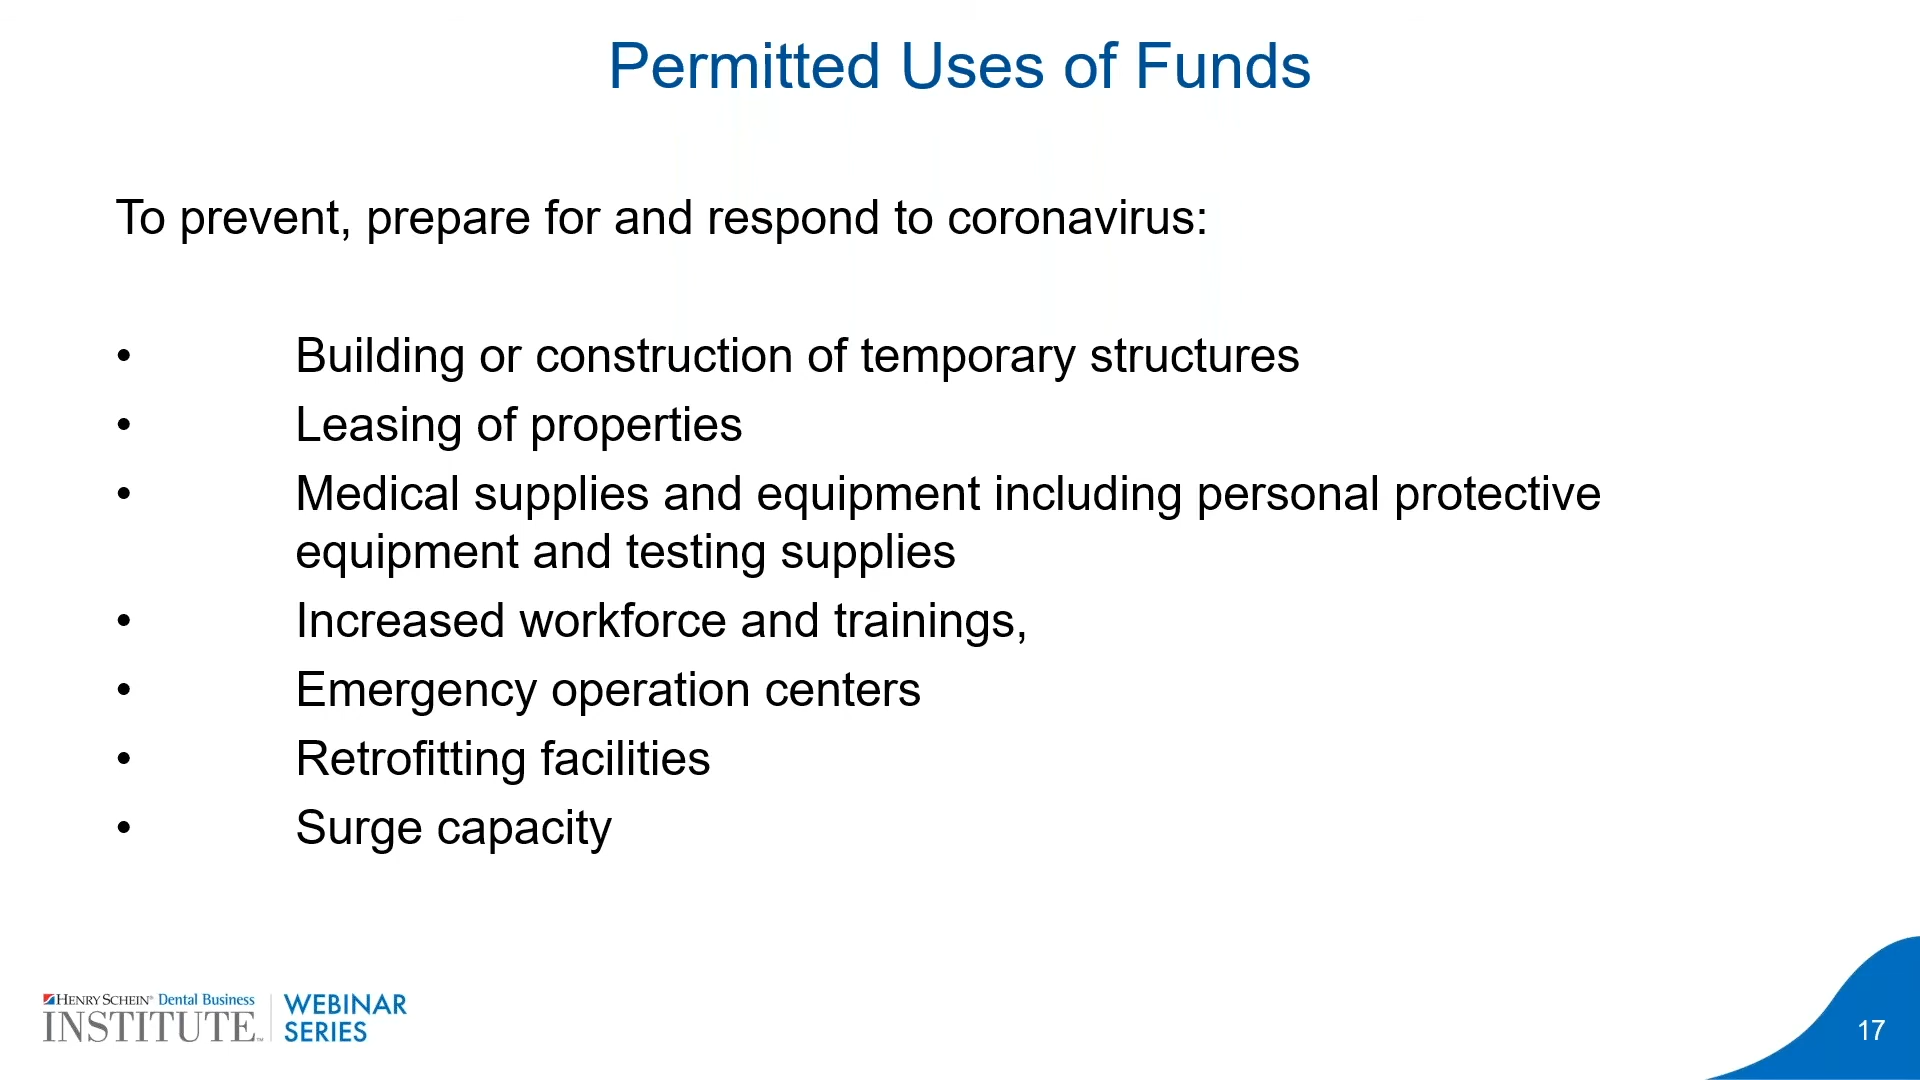 Permitted Uses of Funds
To prevent, prepare for and respond to coronavirus:
• Building or construction of temporary structures
• Leasing of properties
• Medical supplies and equipment including personal protective
equipment and testing supplies
• Increased workforce and trainings,
• Emergency operation centers
• Retrofitting facilities
• Surge capacity
HENRY SCHEIN® Dental Business
INSTITUTE™
WEBINAR
SERIES
17